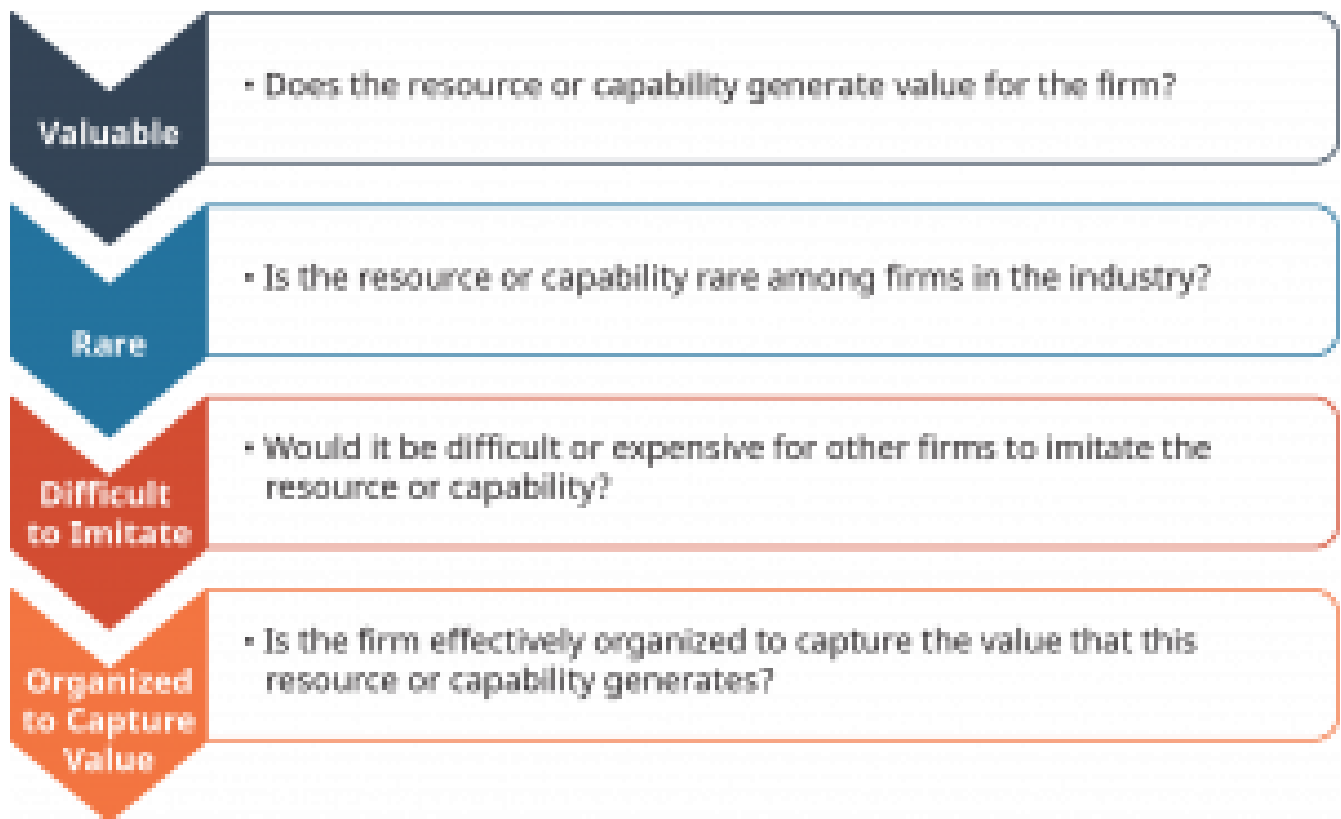 Valuable
• Does the resource or capability generate value for the firm?
Rare
• Is the resource or capability rare among firms in the industry?
Difficult
to Imitate
• Would it be difficult or expensive for other firms to imitate the
resource or capability?
Organized
to Capture
Value
• Is the firm effectively organized to capture the value that this
resource or capability generates?